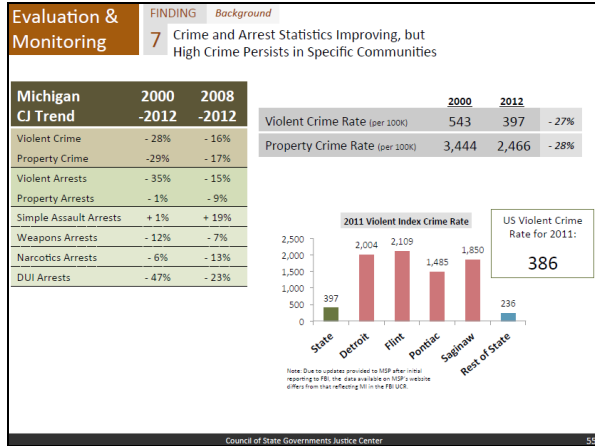 Evaluation &
Monitoring
FINDING Background
7 Crime and Arrest Statistics Improving, but
High Crime Persists in Specific Communities
Michigan 2000 2008
CJ Trend -2012 -2012
Violent Crime - 28% - 16%
Property Crime -29% - 17%
Violent Arrests - 35% - 15%
Property Arrests - 1% - 9%
Simple Assault Arrests + 1% + 19%
Weapons Arrests - 12% - 7%
Narcotics Arrests - 6% - 13%
DUI Arrests - 47% - 23%
2000 2012
Violent Crime Rate (per 100K) 543 397 - 27%
Property Crime Rate (per 100K) 3,444 2,466 - 28%
2011 Violent Index Crime Rate
2,500
2,000
1,500
1,000
500
0
397
2,004
2,109
1,485
1,850
236
State
Detroit
Flint
Pontiac
Saginaw
Rest of State
US Violent Crime
Rate for 2011:
386
Note: Due to updates provided to MSP after initial
reporting to FBI, the data available on MSP's website
differs from that reflecting MI in the FBI UCR.
Council of State Governments Justice Center
55